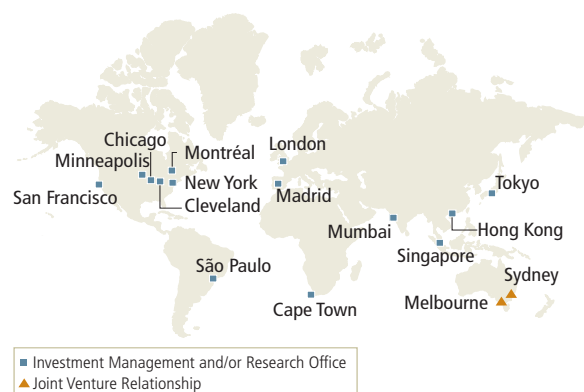 Chicago
Minneapolis
San Francisco
Montréal
New York
Cleveland
London
Madrid
Tokyo
Mumbai
Hong Kong
Singapore
São Paulo
Cape Town
Sydney
Melbourne
Investment Management and/or Research Office
Joint Venture Relationship